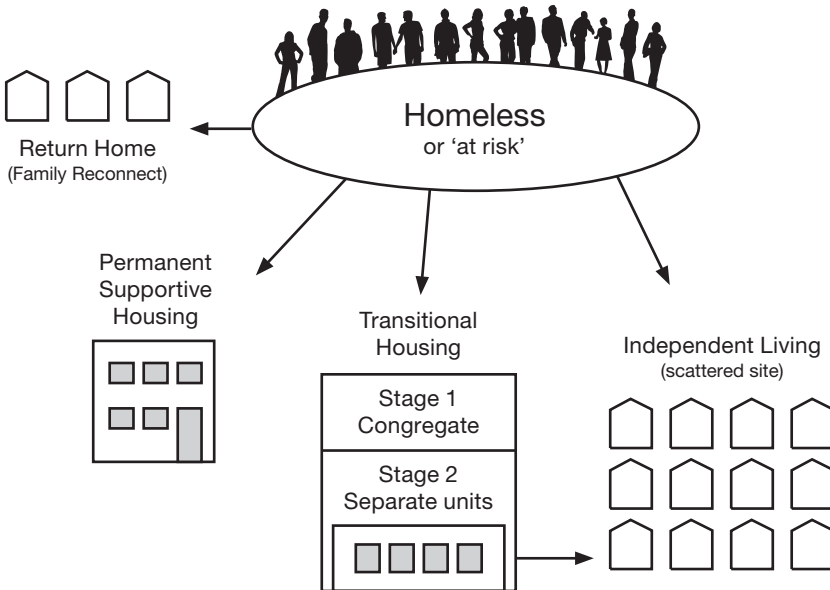 Homeless
or ‘at risk’
Return Home
(Family Reconnect)
Permanent
Supportive
Housing
Transitional
Housing
Stage 1
Congregate
Stage 2
Separate units
Independent Living
(scattered site)